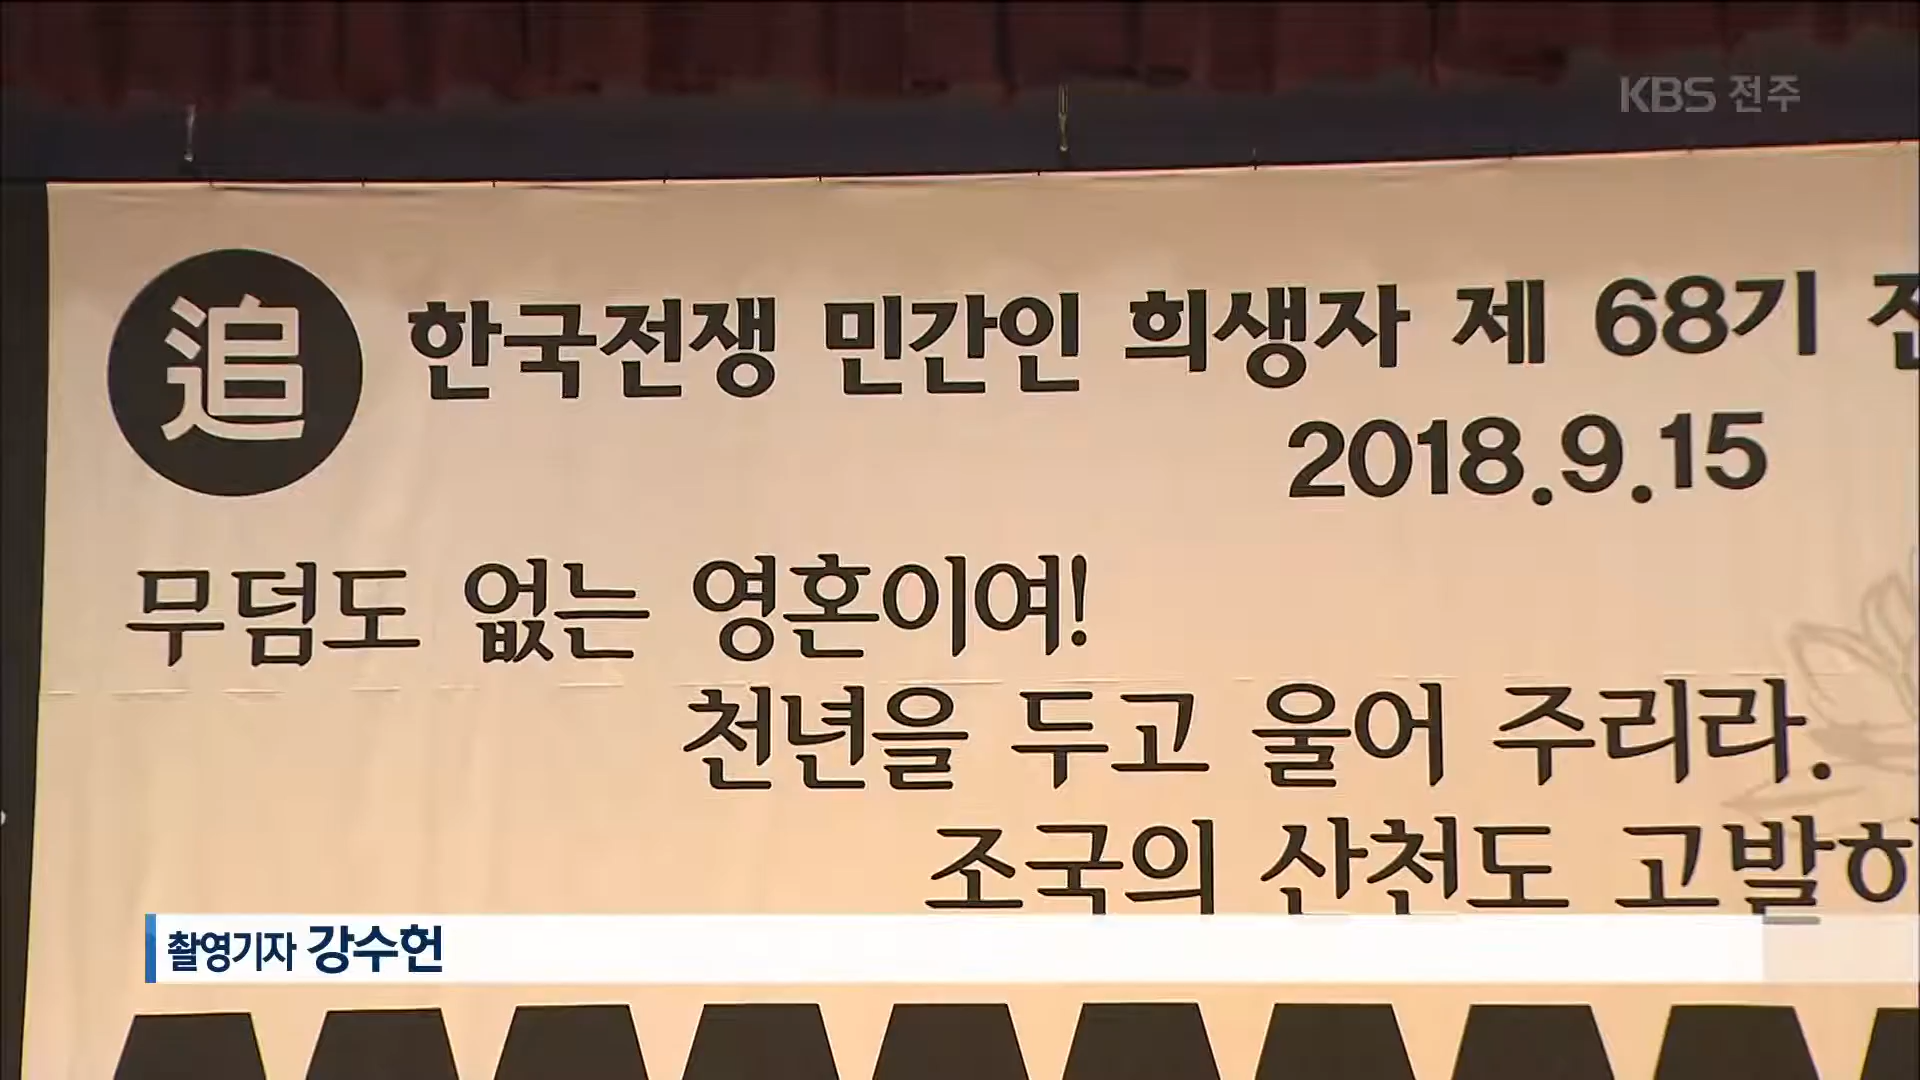 KBS 전주
追 한국전쟁 민간인 희생자 제 68기
2018.9.15
무덤도 없는 영혼이여!
천년을 두고 울어 주리라.
조국의 산천도
촬영기자 강수헌